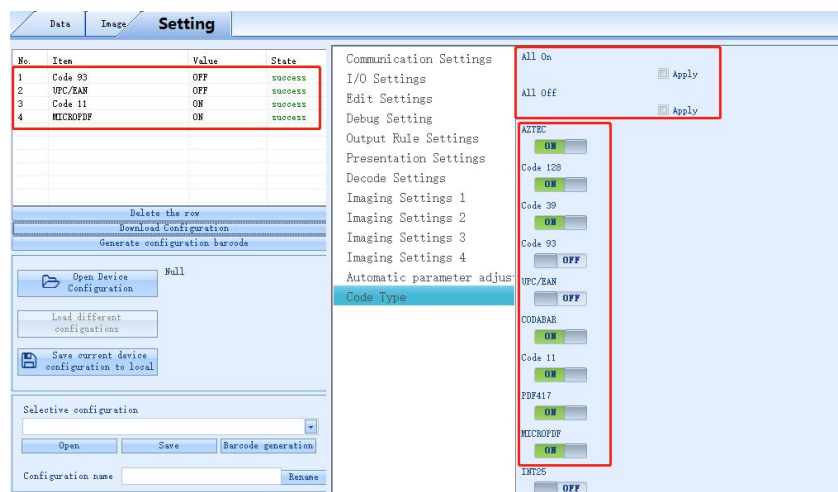 Data Image Setting
No. Item Value State
1 Code 93 OFF success
2 UPC/EAN OFF success
3 Code 11 ON success
4 MICROPDF ON success
Delete the row
Download Configuration
Generate configuration barcode
Open Device
Configuration
Null
Load different
configuations
Save current device
configuration to local
Selective configuration
Open Save Barcode generation
Configuration name Rename
Communication Settings
I/O Settings
Edit Settings
Debug Setting
Output Rule Settings
Presentation Settings
Decode Settings
Imaging Settings 1
Imaging Settings 2
Imaging Settings 3
Imaging Settings 4
Automatic parameter adjus
Code Type
All On
Apply
All Off
Apply
AZTEC
ON
Code 128
ON
Code 39
ON
Code 93
OFF
UPC/EAN
OFF
CODABAR
ON
Code 11
ON
PDF417
ON
MICROPDF
ON
INT25
OFF